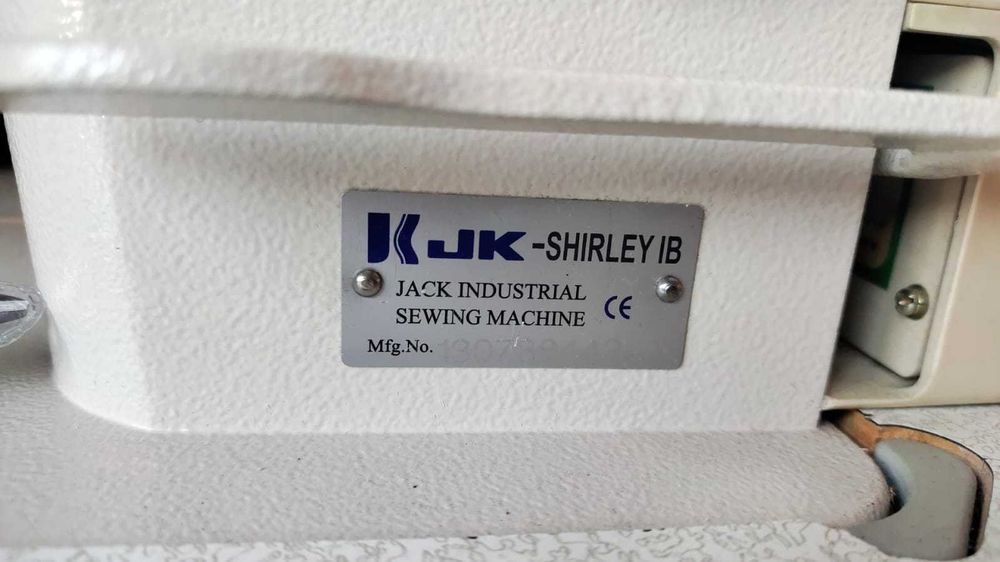 JK-SHIRLEY IB
JACK INDUSTRIAL
SEWING MACHINE CE
Mfg.No.